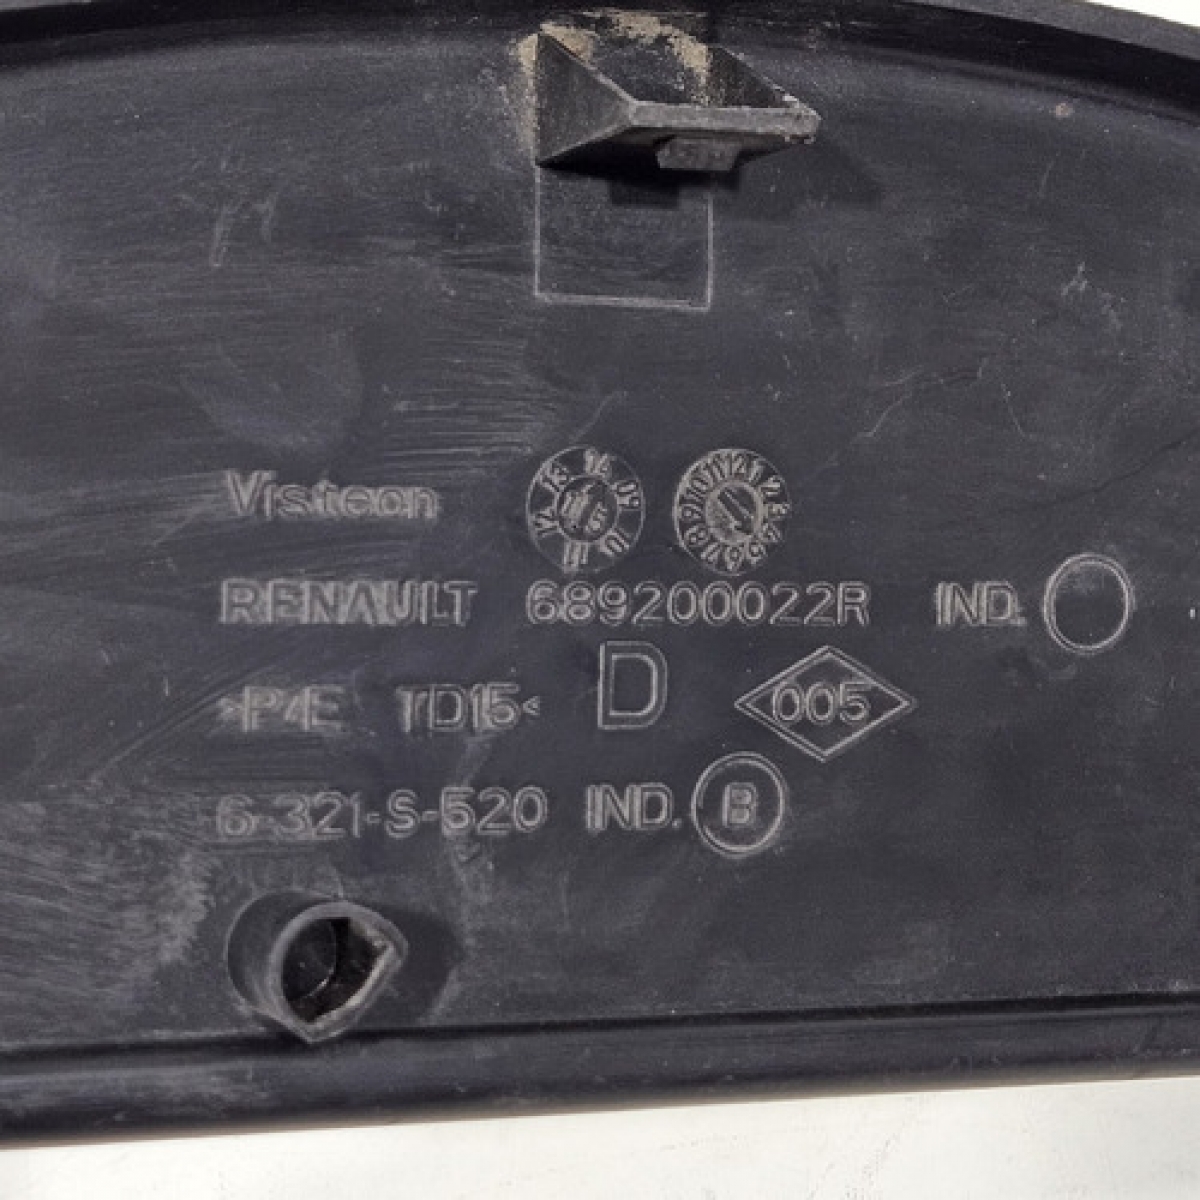 Visteon
RENAULT 689200022R IND.
>P/E TD15< D 005
6-321-S-520 IND. B